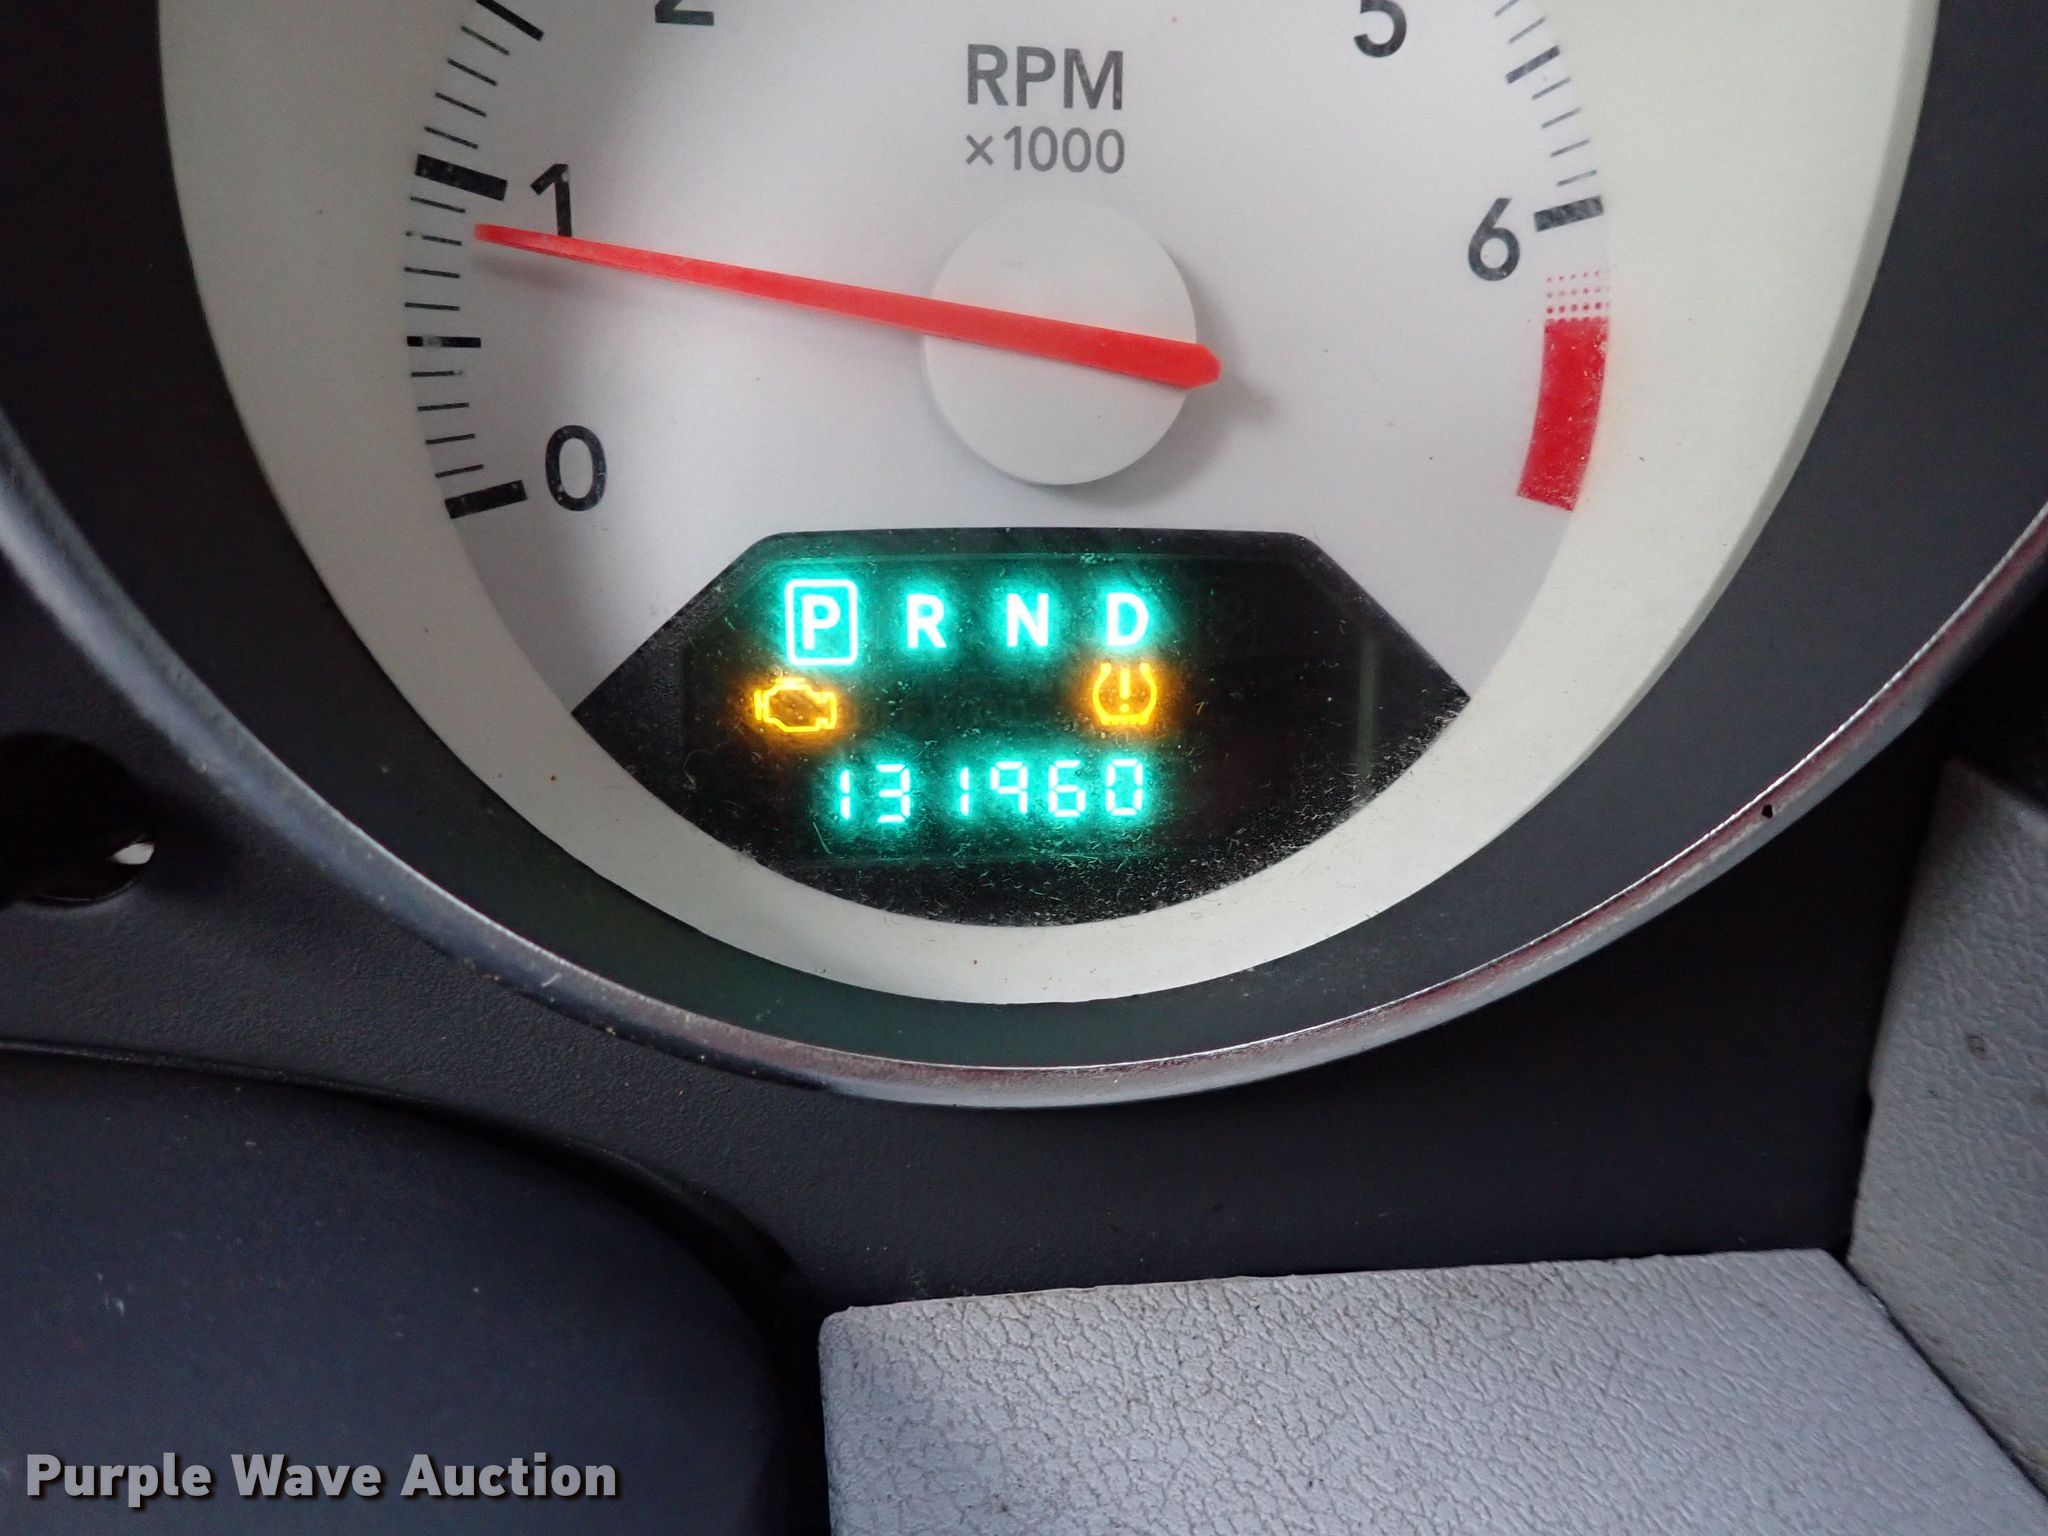 2 5
RPM
×1000
1
6
0
P R N D
131960
Purple Wave Auction